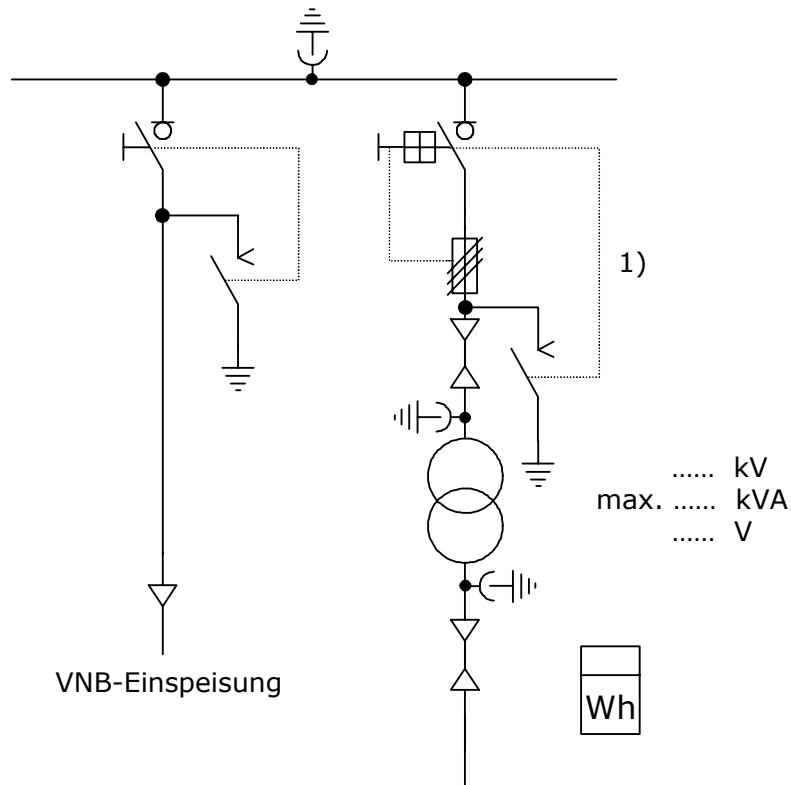 1)
...... kV
max. ...... kVA
...... V
VNB-Einspeisung
Wh